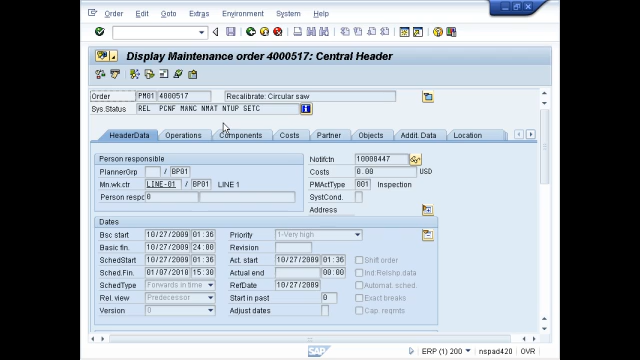 Order Edit Goto Extras Environment System Help
Display Maintenance order 4000517: Central Header
Order PM01 4000517 Recalibrate: Circular saw
Sys.Status REL PCNF MANC NMAT NTUP SETC
HeaderData Operations Components Costs Partner Objects Addit. Data Location
Person responsible
PlannerGrp / BP01
Mn.wk.ctr LINE-01 / BP01 LINE 1
Person respo 0
Notifctn 10000447
Costs 0.00 USD
PMActType 001 Inspection
SystCond.
Address
Dates
Bsc start 10/27/2009 01:36 Priority 1-Very high
Basic fin. 10/27/2009 24:00 Revision
SchedStart 10/27/2009 01:36 Act. start 10/27/2009 01:36 Shift order
Sched.Fin. 01/07/2010 15:30 Actual end 00:00 Ind.Relshp.data
SchedType Forwards in time RefDate 10/27/2009 Automat. sched.
Rel. view Predecessor Start in past 0 Exact breaks
Version 0 Adjust dates Cap. reqmts
SAP ERP (1) 200 nspad420 OVR